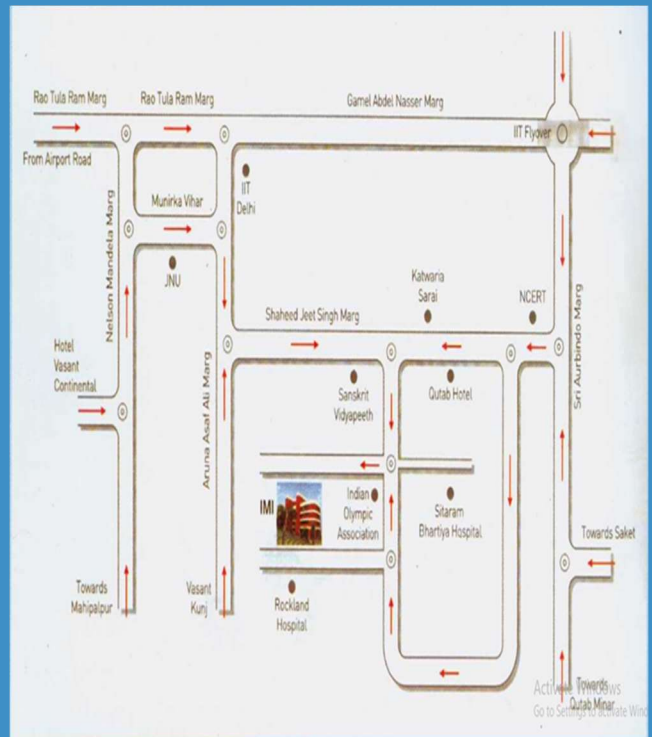 Rao Tula Ram Marg
Rao Tula Ram Marg
Gamel Abdel Nasser Marg
IIT Flyover
From Airport Road
IIT
Delhi
Munirka Vihar
Nelson Mandela Marg
JNU
Katwaria
Sarai
NCERT
Shaheed Jeet Singh Marg
Sri Aurbindo Marg
Hotel
Vasant
Continental
Aruna Asaf Ali Marg
Sanskrit
Vidyapeeth
Qutab Hotel
IMI
Indian
Olympic
Association
Sitaram
Bhartiya Hospital
Towards Saket
Towards
Mahipalpur
Vasant
Kunj
Rockland
Hospital
Towards
Qutab Minar
Activate Windows
Go to Settings to activate Wind